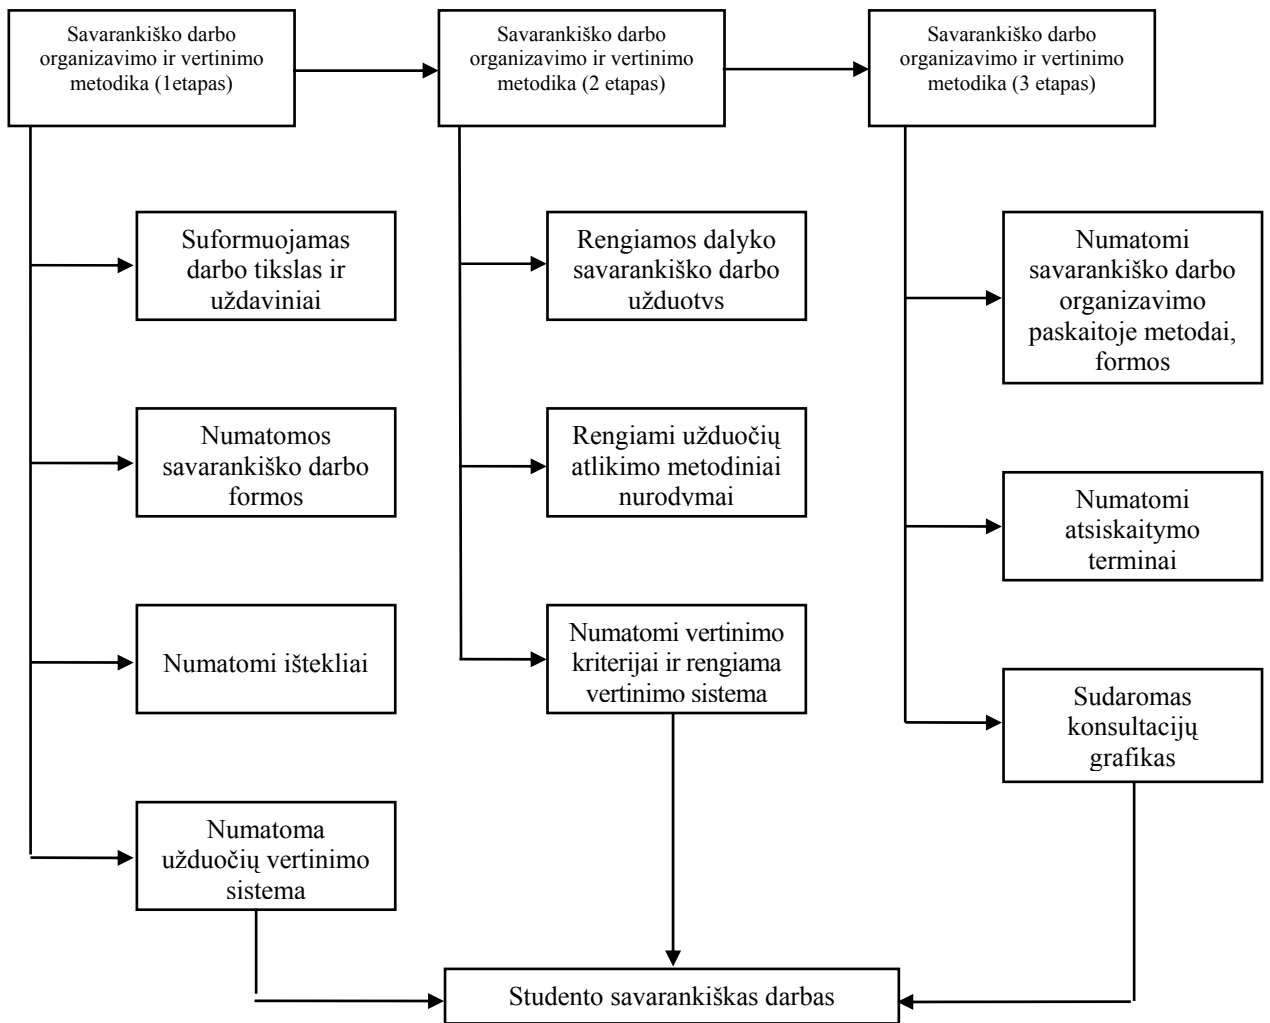 Savarankiško darbo
organizavimo ir vertinimo
metodika (1etapas)
Savarankiško darbo
organizavimo ir vertinimo
metodika (2 etapas)
Savarankiško darbo
organizavimo ir vertinimo
metodika (3 etapas)
Suformuojamas
darbo tikslas ir
uždaviniai
Numatomos
savarankiško darbo
formos
Numatomi ištekliai
Numatoma
užduočių vertinimo
sistema
Rengiamos dalyko
savarankiško darbo
užduotys
Rengiami užduočių
atlikimo metodiniai
nurodymai
Numatomi vertinimo
kriterijai ir rengiama
vertinimo sistema
Numatomi
savarankiško darbo
organizavimo
paskaitoje metodai,
formos
Numatomi
atsiskaitymo
terminai
Sudaromas
konsultacijų
grafikas
Studento savarankiškas darbas